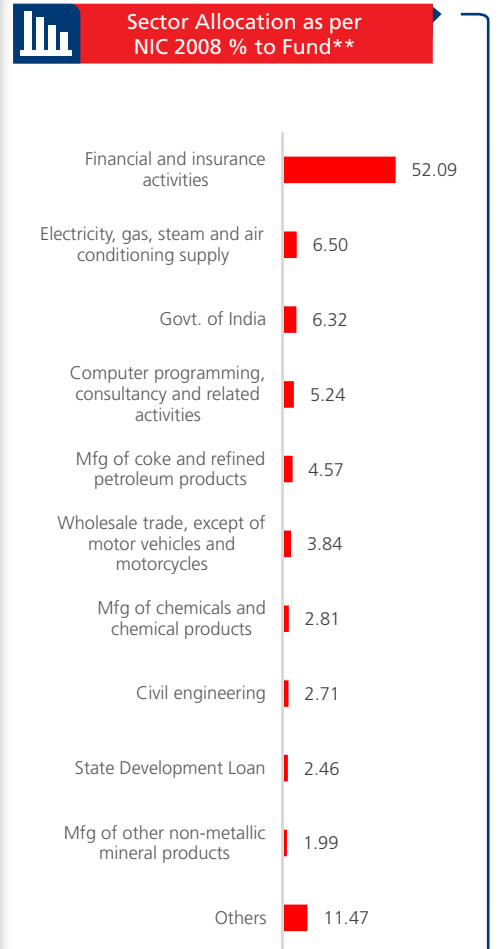 Sector Allocation as per
NIC 2008 % to Fund**
Financial and insurance
activities
52.09
Electricity, gas, steam and air
conditioning supply
6.50
Govt. of India
6.32
Computer programming,
consultancy and related
activities
5.24
Mfg of coke and refined
petroleum products
4.57
Wholesale trade, except of
motor vehicles and
motorcycles
3.84
Mfg of chemicals and
chemical products
2.81
Civil engineering
2.71
State Development Loan
2.46
Mfg of other non-metallic
mineral products
1.99
Others
11.47